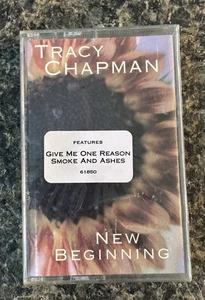 TRACY
CHAPMAN
FEATURES
GIVE ME ONE REASON
SMOKE AND ASHES
61850
NEW
BEGINNING